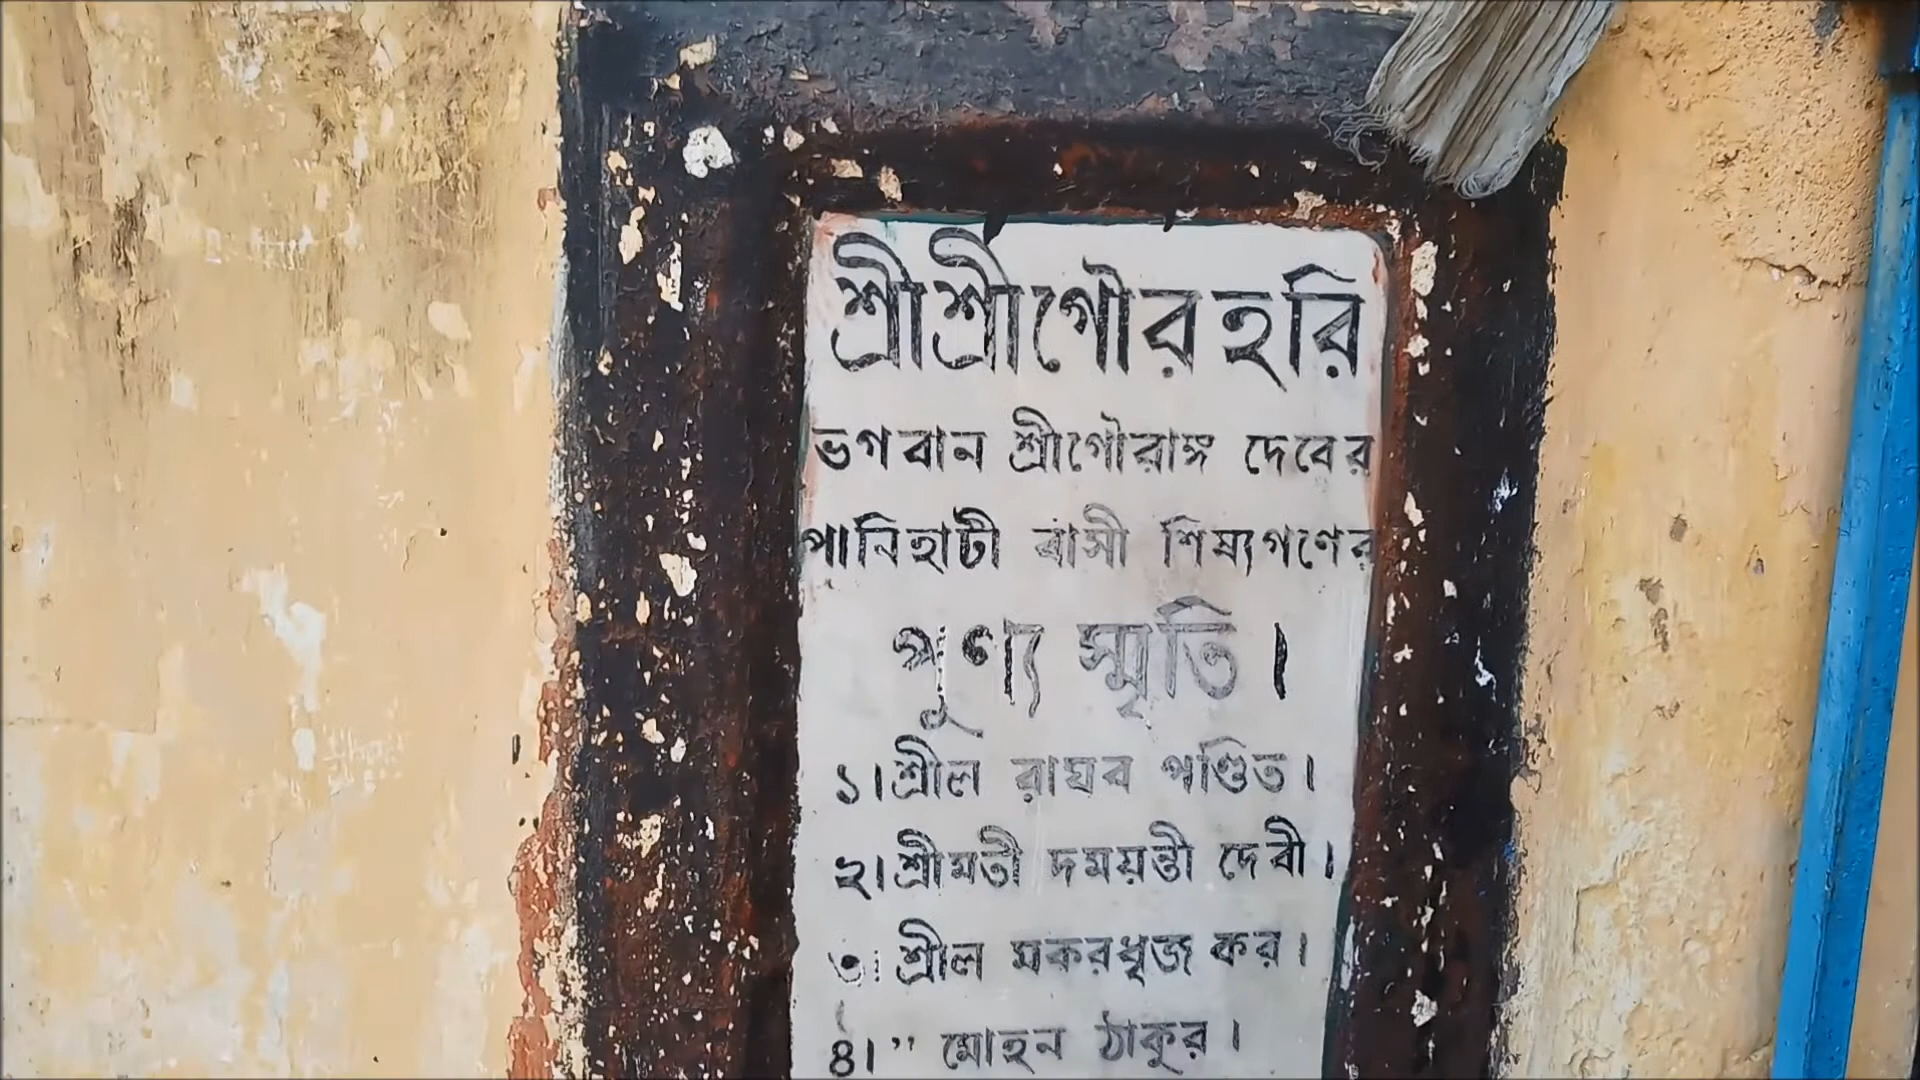 শ্রীশ্রীগৌরহরি
ভগবান শ্রীগৌরাঙ্গ দেবের
পানিহাটী বাসী শিষ্যগণের
পুণ্য স্মৃতি।
১। শ্রীল রাঘব পণ্ডিত।
২। শ্রীমতী দময়ন্তী দেবী।
৩। শ্রীল মকরধ্বজ কর।
৪। " মোহন ঠাকুর।